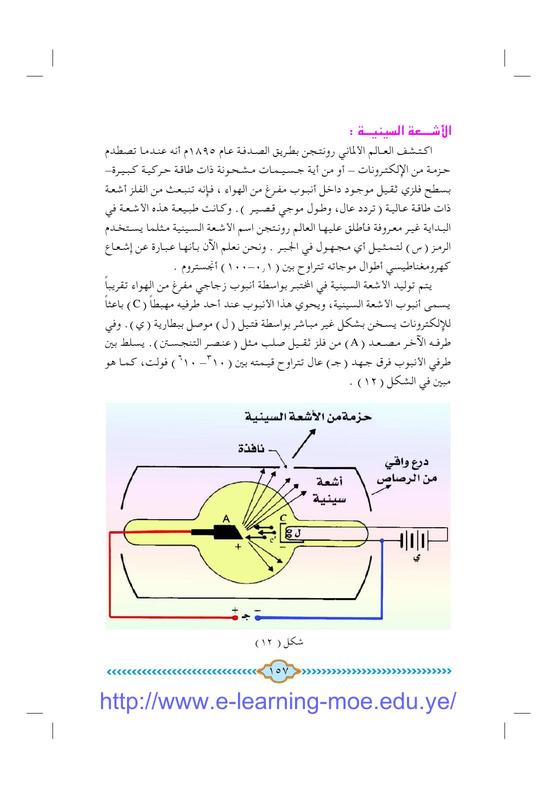 الأشـــعة السينيـــة :
اكتشف العالم الألماني رونتجن بطريق الصدفة عام ١٨٩٥م أنه عندما تصطدم
حزمة من الإلكترونات – أو من أية جسيمات مشحونة ذات طاقة حركية كبيرة–
بسطح فلزي ثقيل موجود داخل أنبوب مفرغ من الهواء ، فإنه تنبعث من الفلز أشعة
ذات طاقة عالية ( تردد عال، وطول موجي قصير ) . وكانت طبيعة هذه الأشعة في
البداية غير معروفة فأطلق عليها العالم رونتجن اسم الأشعة السينية مثلما يستخدم
الرمز ( س ) لتمثيل أي مجهول في الجبر . ونحن نعلم الآن بأنها عبارة عن إشعاع
كهرومغناطيسي أطوال موجاته تتراوح بين ( ٠٫١–١٠٠ ) أنجستروم .
يتم توليد الأشعة السينية في المختبر بواسطة أنبوب زجاجي مفرغ من الهواء تقريباً
يسمى أنبوب الأشعة السينية، ويحوي هذا الأنبوب عند أحد طرفيه مهبطاً ( C ) باعثاً
للإلكترونات يسخن بشكل غير مباشر بواسطة فتيل ( ل ) موصل ببطارية ( ي ) . وفي
طرفه الآخر مصعد ( A ) من فلز ثقيل صلب مثل ( عنصر التنجستن ) . يسلط بين
طرفي الأنبوب فرق جهد ( جـ ) عال تتراوح قيمته بين ( ١٠³ – ١٠⁶ ) فولت، كما هو
مبين في الشكل ( ١٢ ) .
حزمة من الأشعة السينية
نافذة
درع واقي
من الرصاص
أشعة
سينية
A
C
ل
e⁻
+
–
ي
+ جـ –
شكل ( ١٢ )
١٥٧
http://www.e-learning-moe.edu.ye/